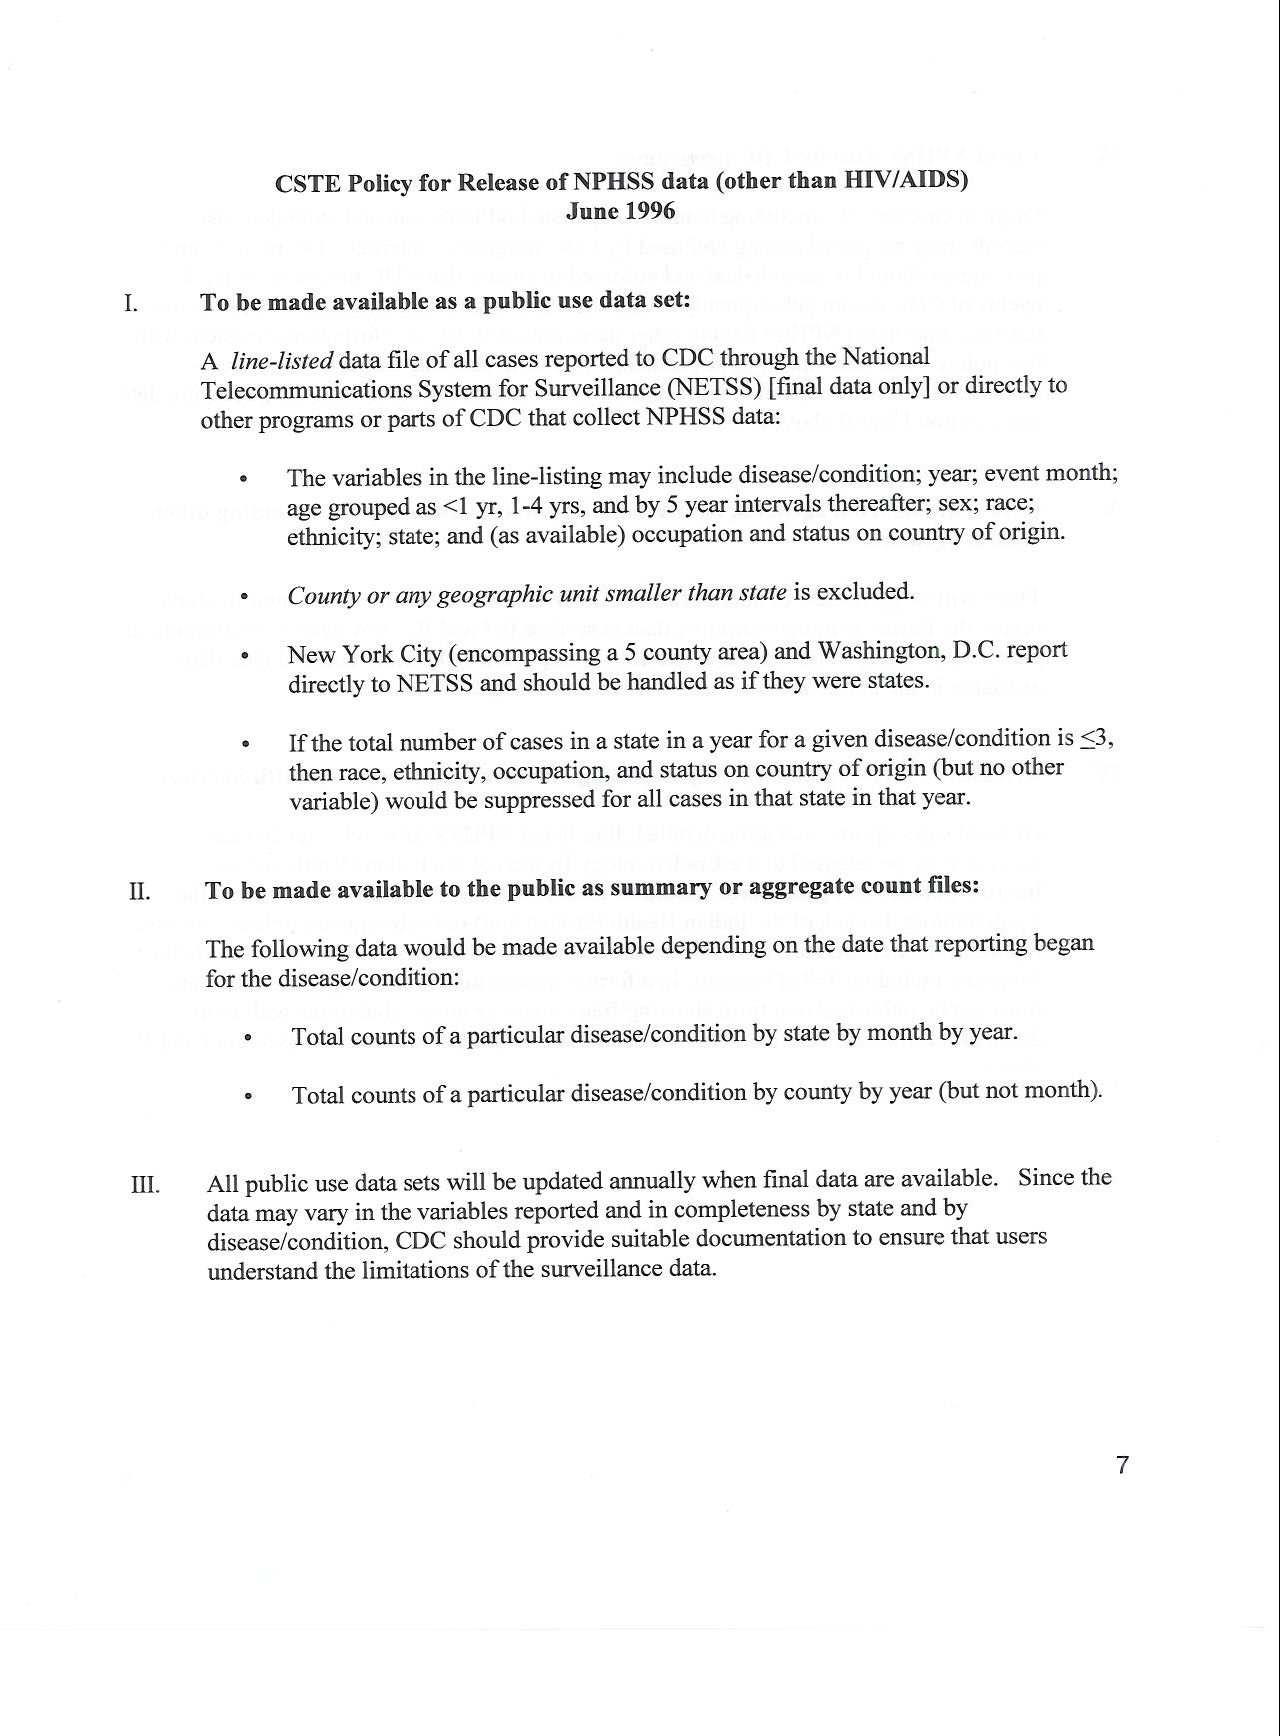 CSTE Policy for Release of NPHSS data (other than HIV/AIDS)
June 1996
I. To be made available as a public use data set:
A line-listed data file of all cases reported to CDC through the National
Telecommunications System for Surveillance (NETSS) [final data only] or directly to
other programs or parts of CDC that collect NPHSS data:
• The variables in the line-listing may include disease/condition; year; event month;
age grouped as <1 yr, 1-4 yrs, and by 5 year intervals thereafter; sex; race;
ethnicity; state; and (as available) occupation and status on country of origin.
• County or any geographic unit smaller than state is excluded.
• New York City (encompassing a 5 county area) and Washington, D.C. report
directly to NETSS and should be handled as if they were states.
• If the total number of cases in a state in a year for a given disease/condition is ≤3,
then race, ethnicity, occupation, and status on country of origin (but no other
variable) would be suppressed for all cases in that state in that year.
II. To be made available to the public as summary or aggregate count files:
The following data would be made available depending on the date that reporting began
for the disease/condition:
• Total counts of a particular disease/condition by state by month by year.
• Total counts of a particular disease/condition by county by year (but not month).
III. All public use data sets will be updated annually when final data are available. Since the
data may vary in the variables reported and in completeness by state and by
disease/condition, CDC should provide suitable documentation to ensure that users
understand the limitations of the surveillance data.
7